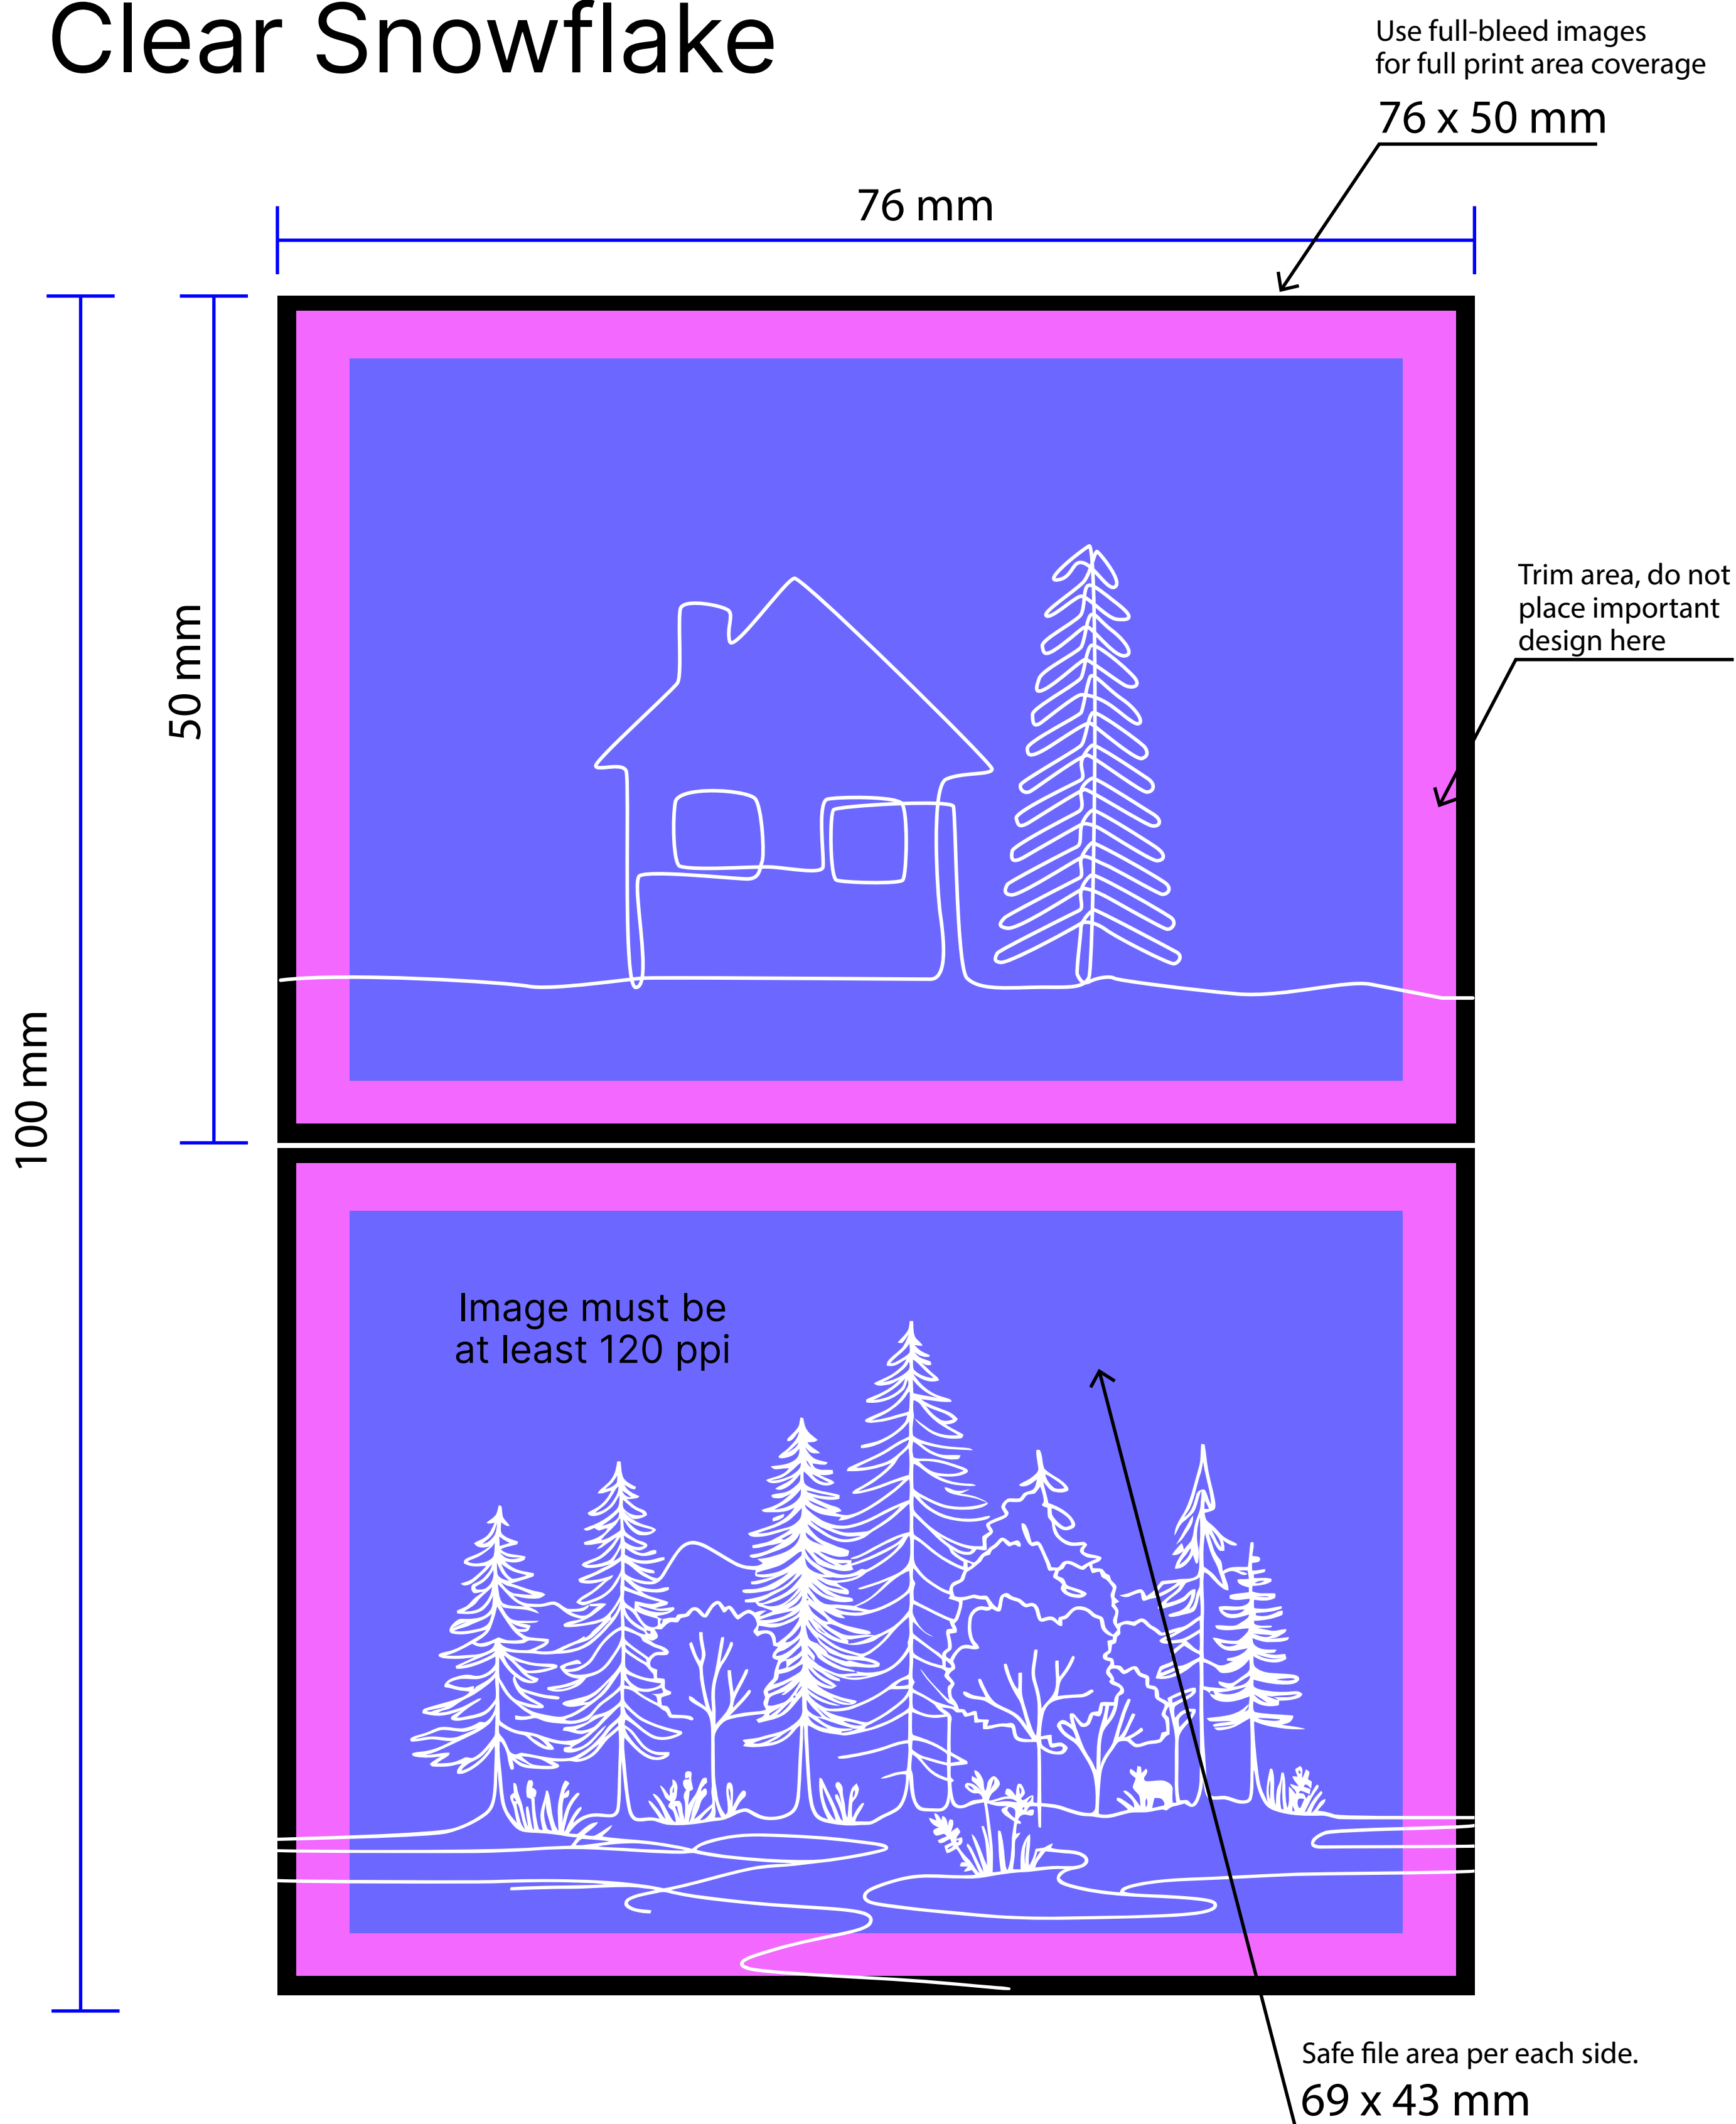 Clear Snowflake
Use full-bleed images
for full print area coverage
76 x 50 mm
76 mm
50 mm
100 mm
Trim area, do not
place important
design here
Image must be
at least 120 ppi
Safe file area per each side.
69 x 43 mm